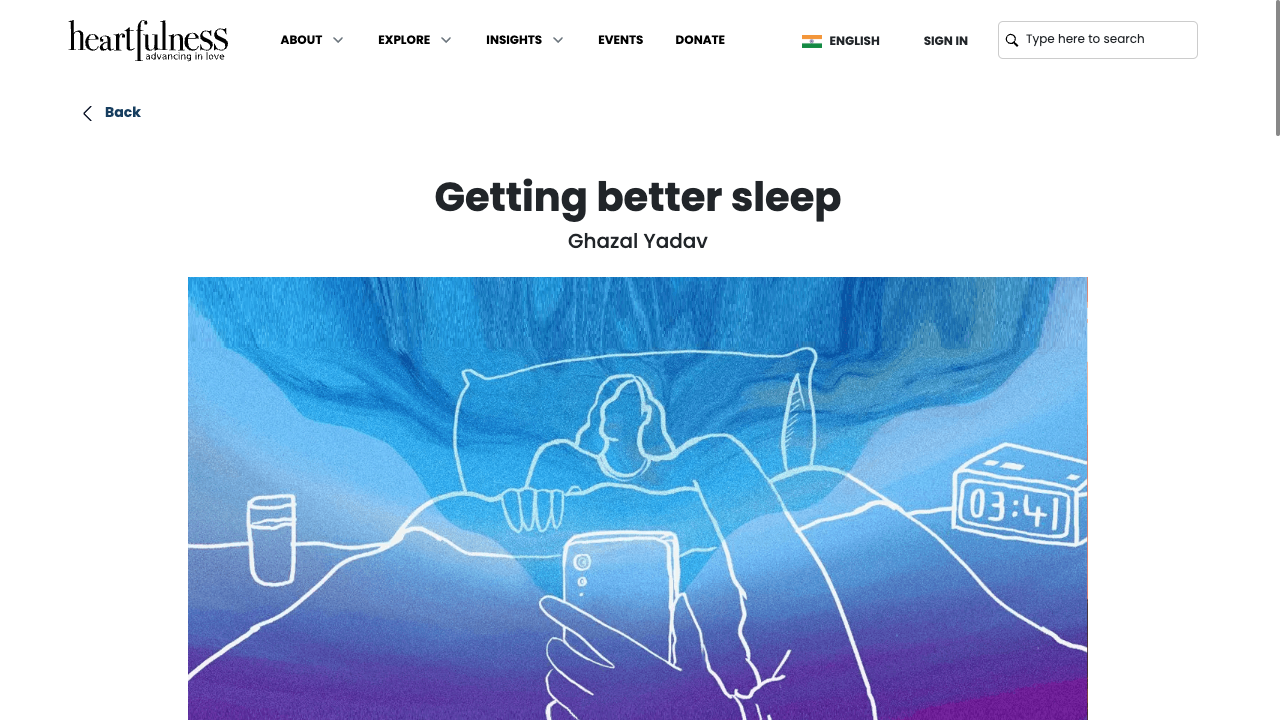 heartfulness
advancing in love
ABOUT
EXPLORE
INSIGHTS
EVENTS
DONATE
ENGLISH
SIGN IN
Type here to search
Back
Getting better sleep
Ghazal Yadav
03:41